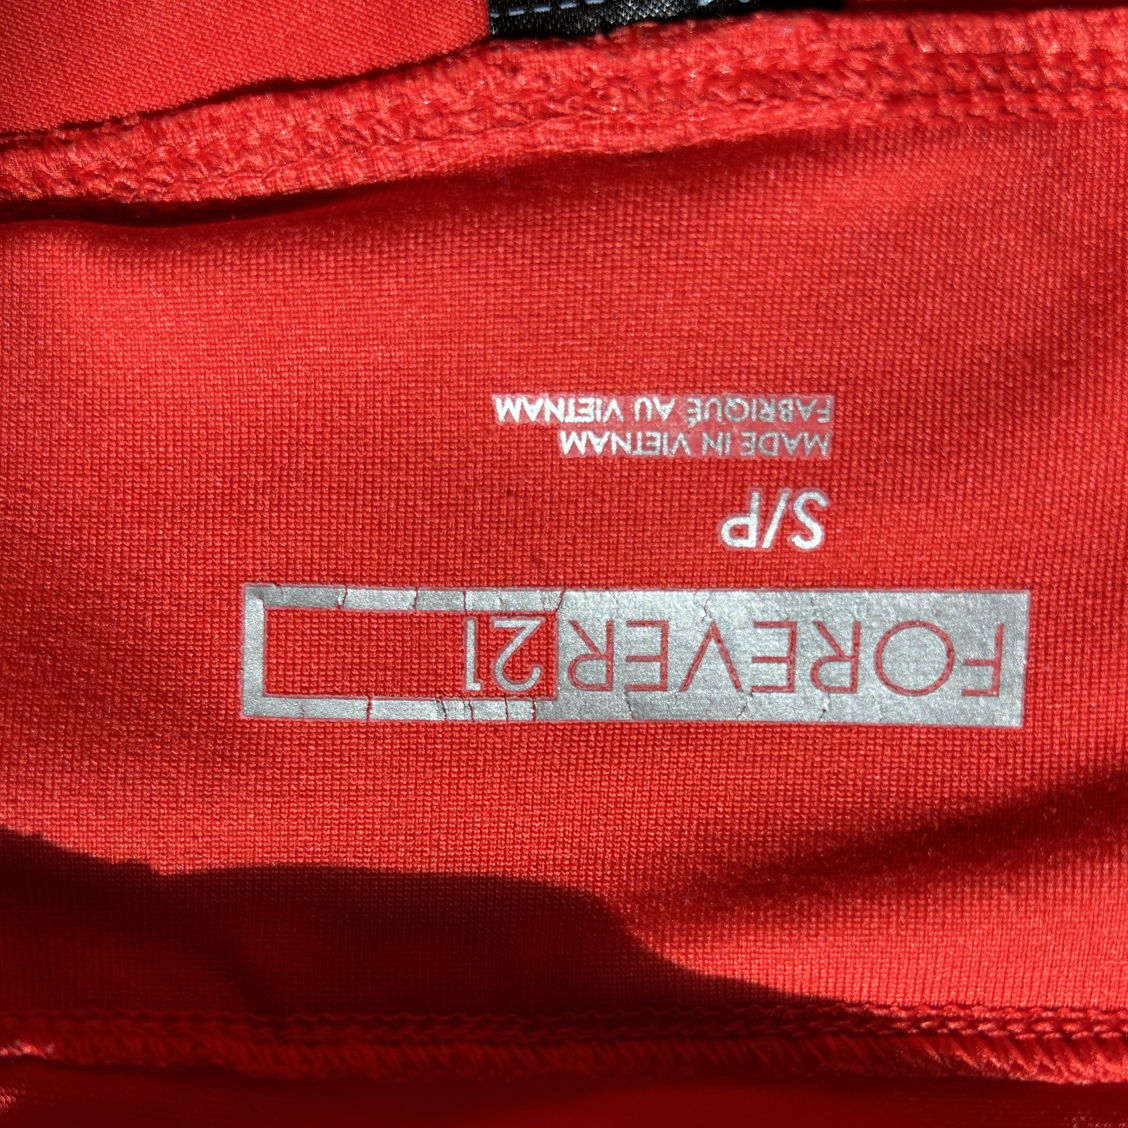 FOREVER 21
S/P
MADE IN VIETNAM
FABRIQUÉ AU VIETNAM